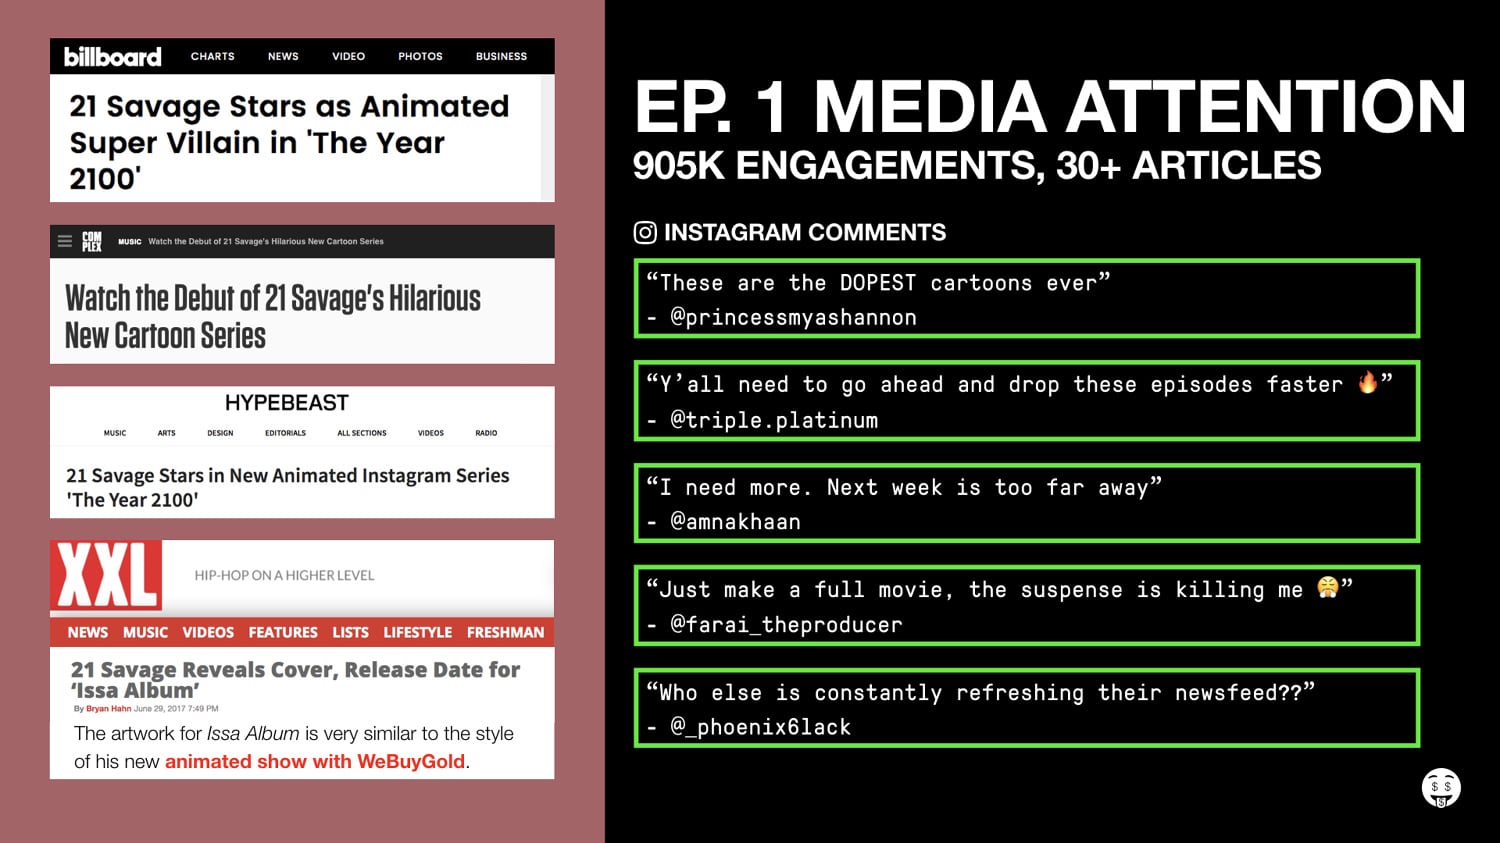 billboard CHARTS NEWS VIDEO PHOTOS BUSINESS
21 Savage Stars as Animated
Super Villain in 'The Year
2100'
COMPLEX MUSIC Watch the Debut of 21 Savage's Hilarious New Cartoon Series
Watch the Debut of 21 Savage's Hilarious
New Cartoon Series
HYPEBEAST
MUSIC ARTS DESIGN EDITORIALS ALL SECTIONS VIDEOS RADIO
21 Savage Stars in New Animated Instagram Series
'The Year 2100'
XXL HIP-HOP ON A HIGHER LEVEL
NEWS MUSIC VIDEOS FEATURES LISTS LIFESTYLE FRESHMAN
21 Savage Reveals Cover, Release Date for
‘Issa Album’
By Bryan Hahn June 29, 2017 7:49 PM
The artwork for Issa Album is very similar to the style
of his new animated show with WeBuyGold.
EP. 1 MEDIA ATTENTION
905K ENGAGEMENTS, 30+ ARTICLES
INSTAGRAM COMMENTS
“These are the DOPEST cartoons ever”
- @princessmyashannon
“Y’all need to go ahead and drop these episodes faster 🔥”
- @triple.platinum
“I need more. Next week is too far away”
- @amnakhaan
“Just make a full movie, the suspense is killing me 😤”
- @farai_theproducer
“Who else is constantly refreshing their newsfeed??”
- @_phoenix6lack
$ $
$